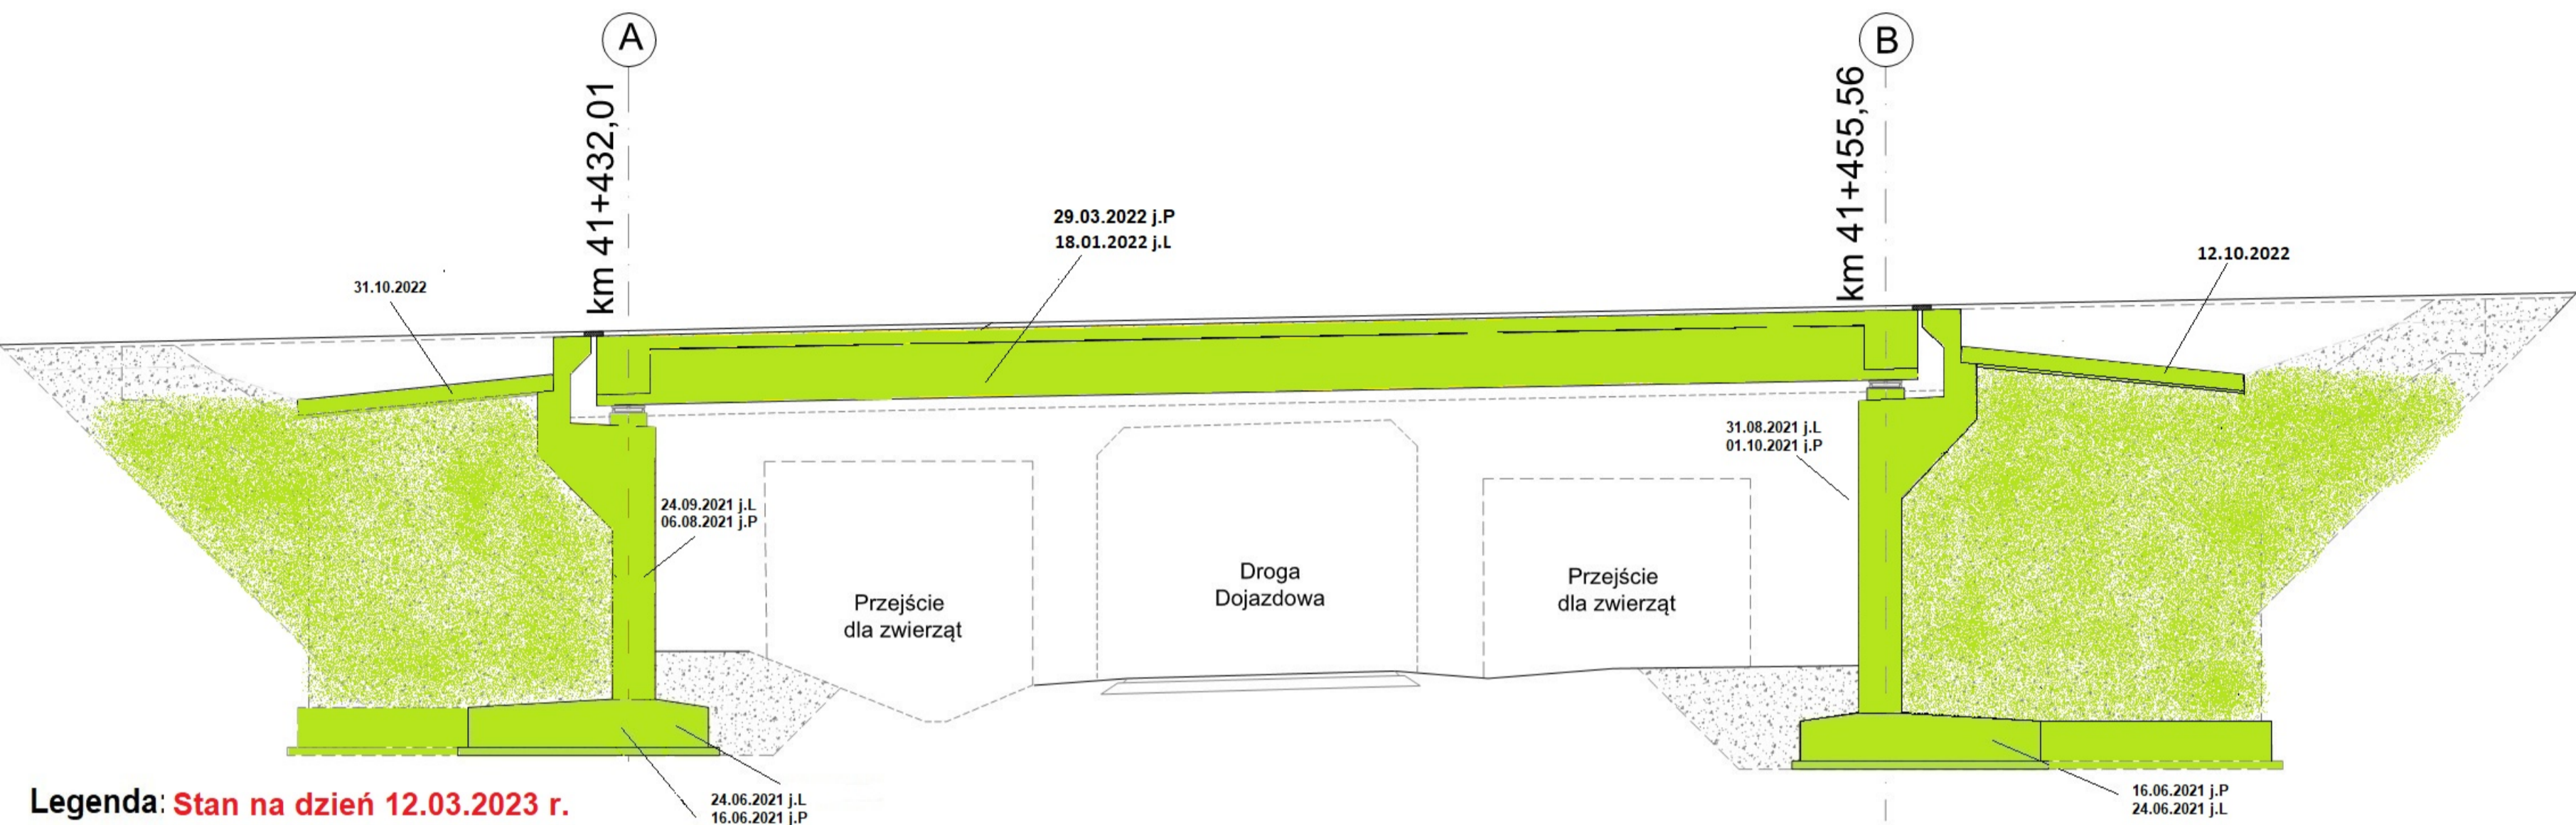 A
B
km 41+432,01
km 41+455,56
29.03.2022 j.P
18.01.2022 j.L
12.10.2022
31.10.2022
31.08.2021 j.L
01.10.2021 j.P
24.09.2021 j.L
06.08.2021 j.P
Przejście
dla zwierząt
Droga
Dojazdowa
Przejście
dla zwierząt
24.06.2021 j.L
16.06.2021 j.P
16.06.2021 j.P
24.06.2021 j.L
Legenda: Stan na dzień 12.03.2023 r.